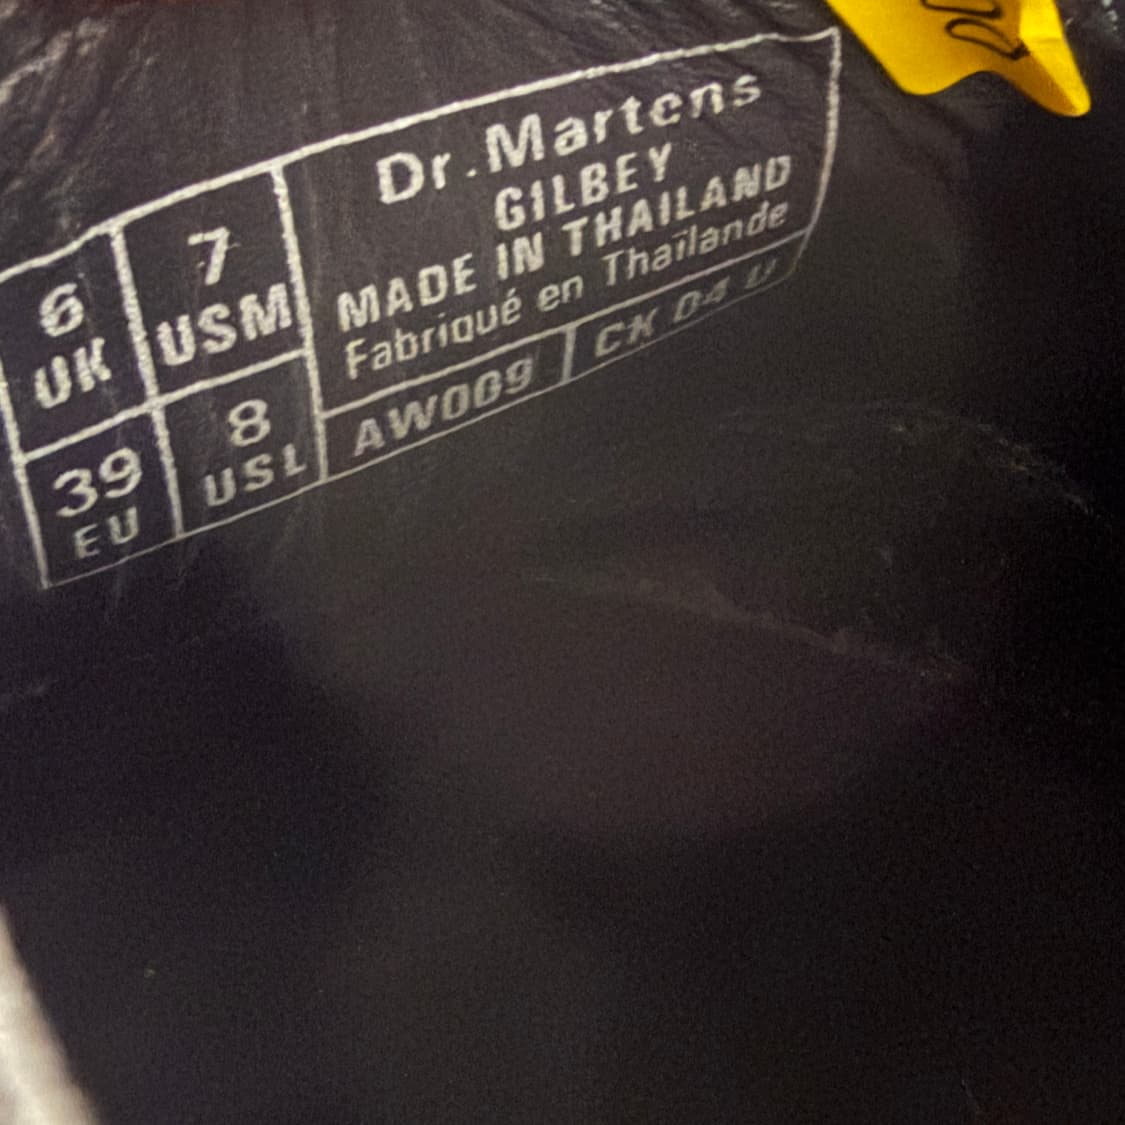 6
UK
7
USM
39
EU
8
USL
Dr. Martens
GILBEY
MADE IN THAILAND
Fabriqué en Thaïlande
AW009
CK 04 U